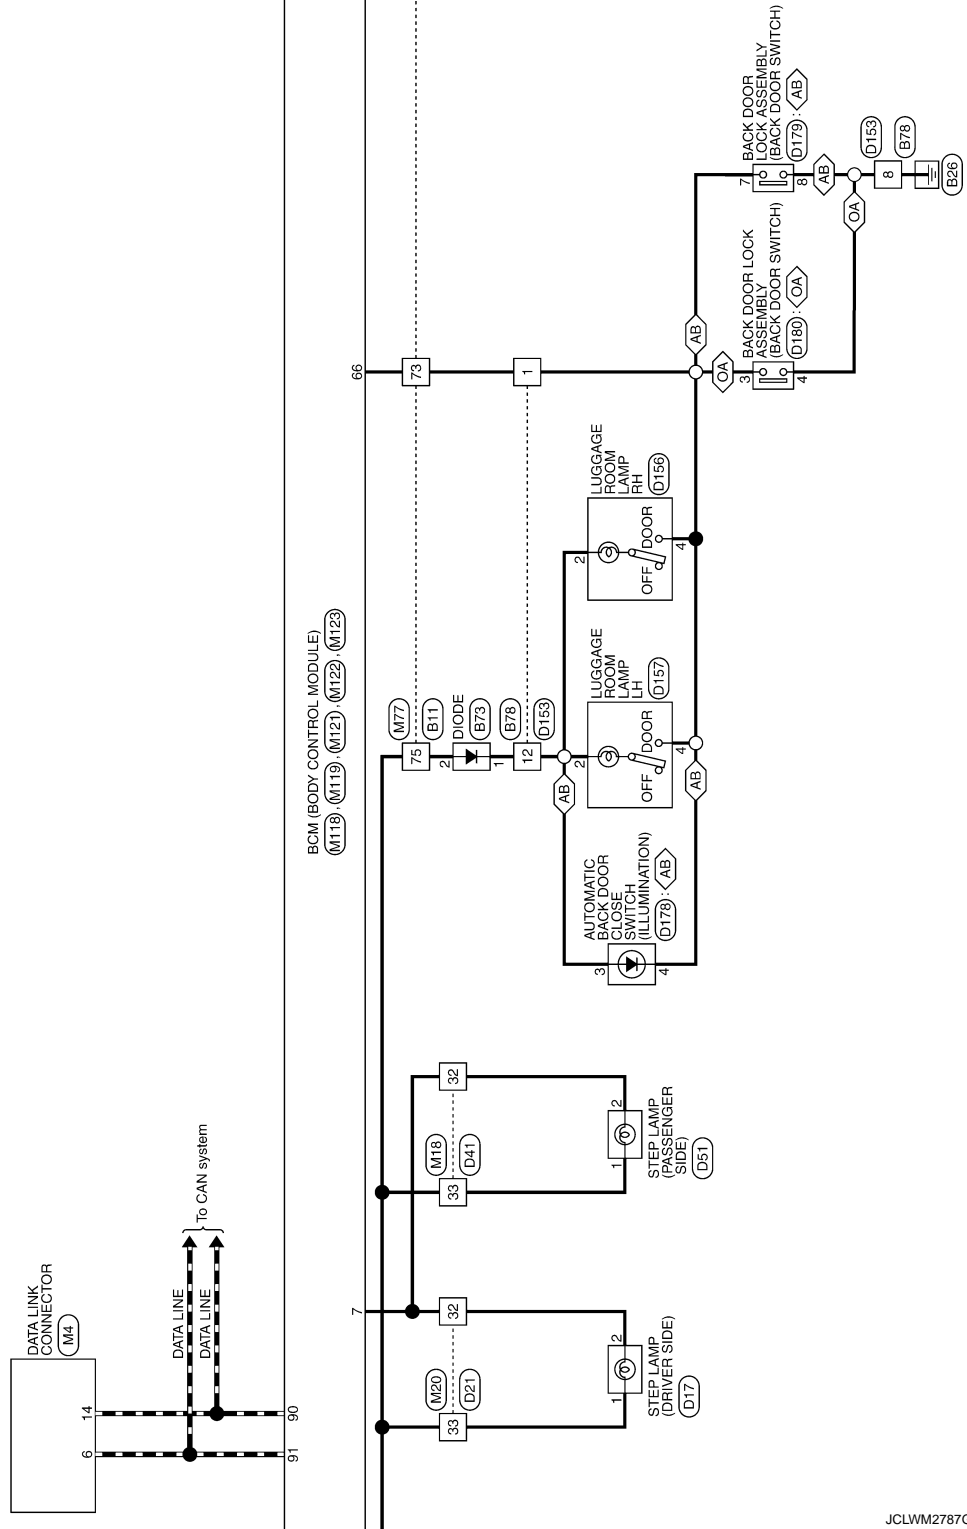 DATA LINK
CONNECTOR
M4
6
14
DATA LINE
DATA LINE
To CAN system
91
90
BCM (BODY CONTROL MODULE)
M118 , M119 , M121 , M122 , M123
7
66
M20
D21
33
32
1
2
STEP LAMP
(DRIVER SIDE)
D17
M18
D41
33
32
1
2
STEP LAMP
(PASSENGER
SIDE)
D51
M77
B11
75
73
2
DIODE
B73
1
B78
D153
12
1
AB
AUTOMATIC
BACK DOOR
CLOSE
SWITCH
(ILLUMINATION)
D178 : AB
3
4
AB
LUGGAGE
ROOM
LAMP
LH
D157
2
OFF
DOOR
4
LUGGAGE
ROOM
LAMP
RH
D156
2
OFF
DOOR
4
AB
OA
BACK DOOR LOCK
ASSEMBLY
(BACK DOOR SWITCH)
D180 : OA
3
4
BACK DOOR
LOCK ASSEMBLY
(BACK DOOR SWITCH)
D179 : AB
7
8
AB
OA
D153
B78
8
B26
JCLWM2787G